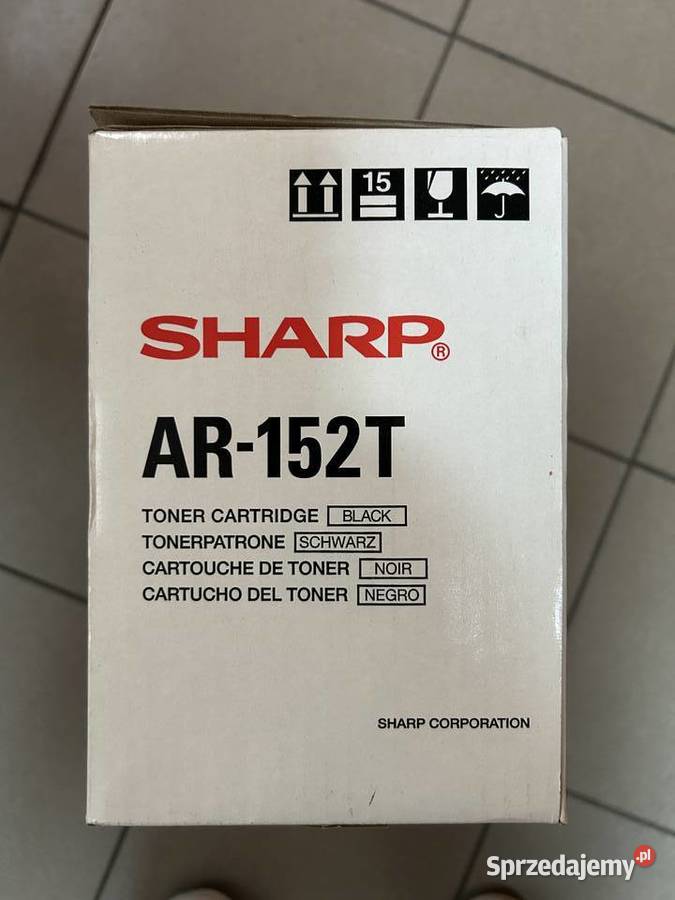 15
SHARP®
AR-152T
TONER CARTRIDGE BLACK
TONERPATRONE SCHWARZ
CARTOUCHE DE TONER NOIR
CARTUCHO DEL TONER NEGRO
SHARP CORPORATION
Sprzedajemy.pl